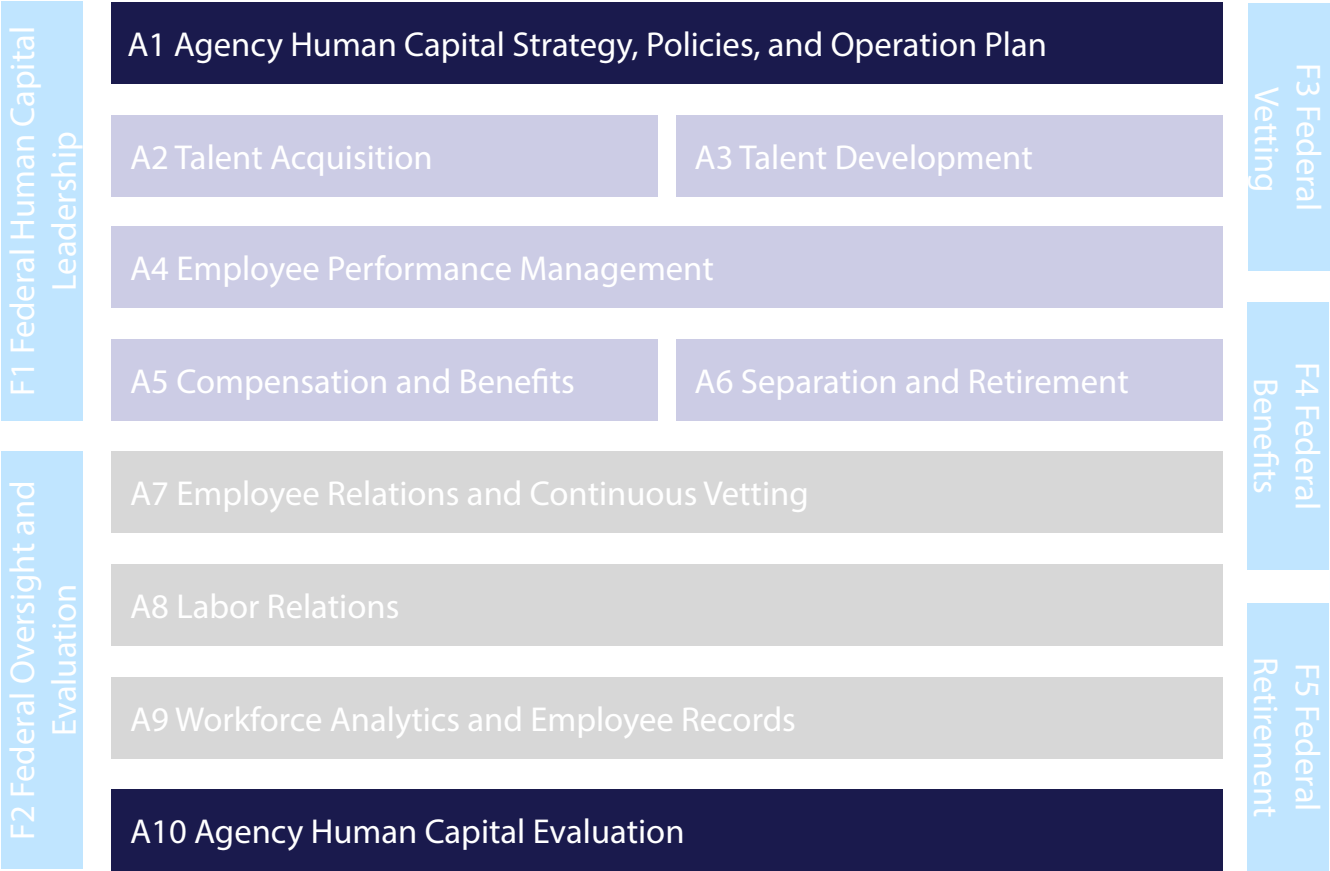 F1 Federal Human Capital
Leadership
F2 Federal Oversight and
Evaluation
A1 Agency Human Capital Strategy, Policies, and Operation Plan
A2 Talent Acquisition
A3 Talent Development
A4 Employee Performance Management
A5 Compensation and Benefits
A6 Separation and Retirement
A7 Employee Relations and Continuous Vetting
A8 Labor Relations
A9 Workforce Analytics and Employee Records
A10 Agency Human Capital Evaluation
F3 Federal
Vetting
F4 Federal
Benefits
F5 Federal
Retirement